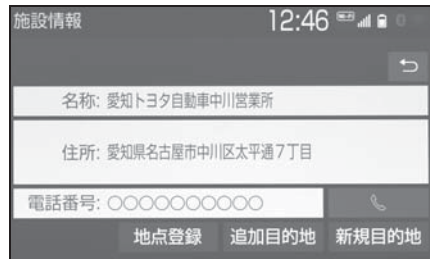 施設情報
12:46
名称: 愛知トヨタ自動車中川営業所
住所: 愛知県名古屋市中川区太平通7丁目
電話番号: ○○○○○○○○○○
地点登録 追加目的地 新規目的地